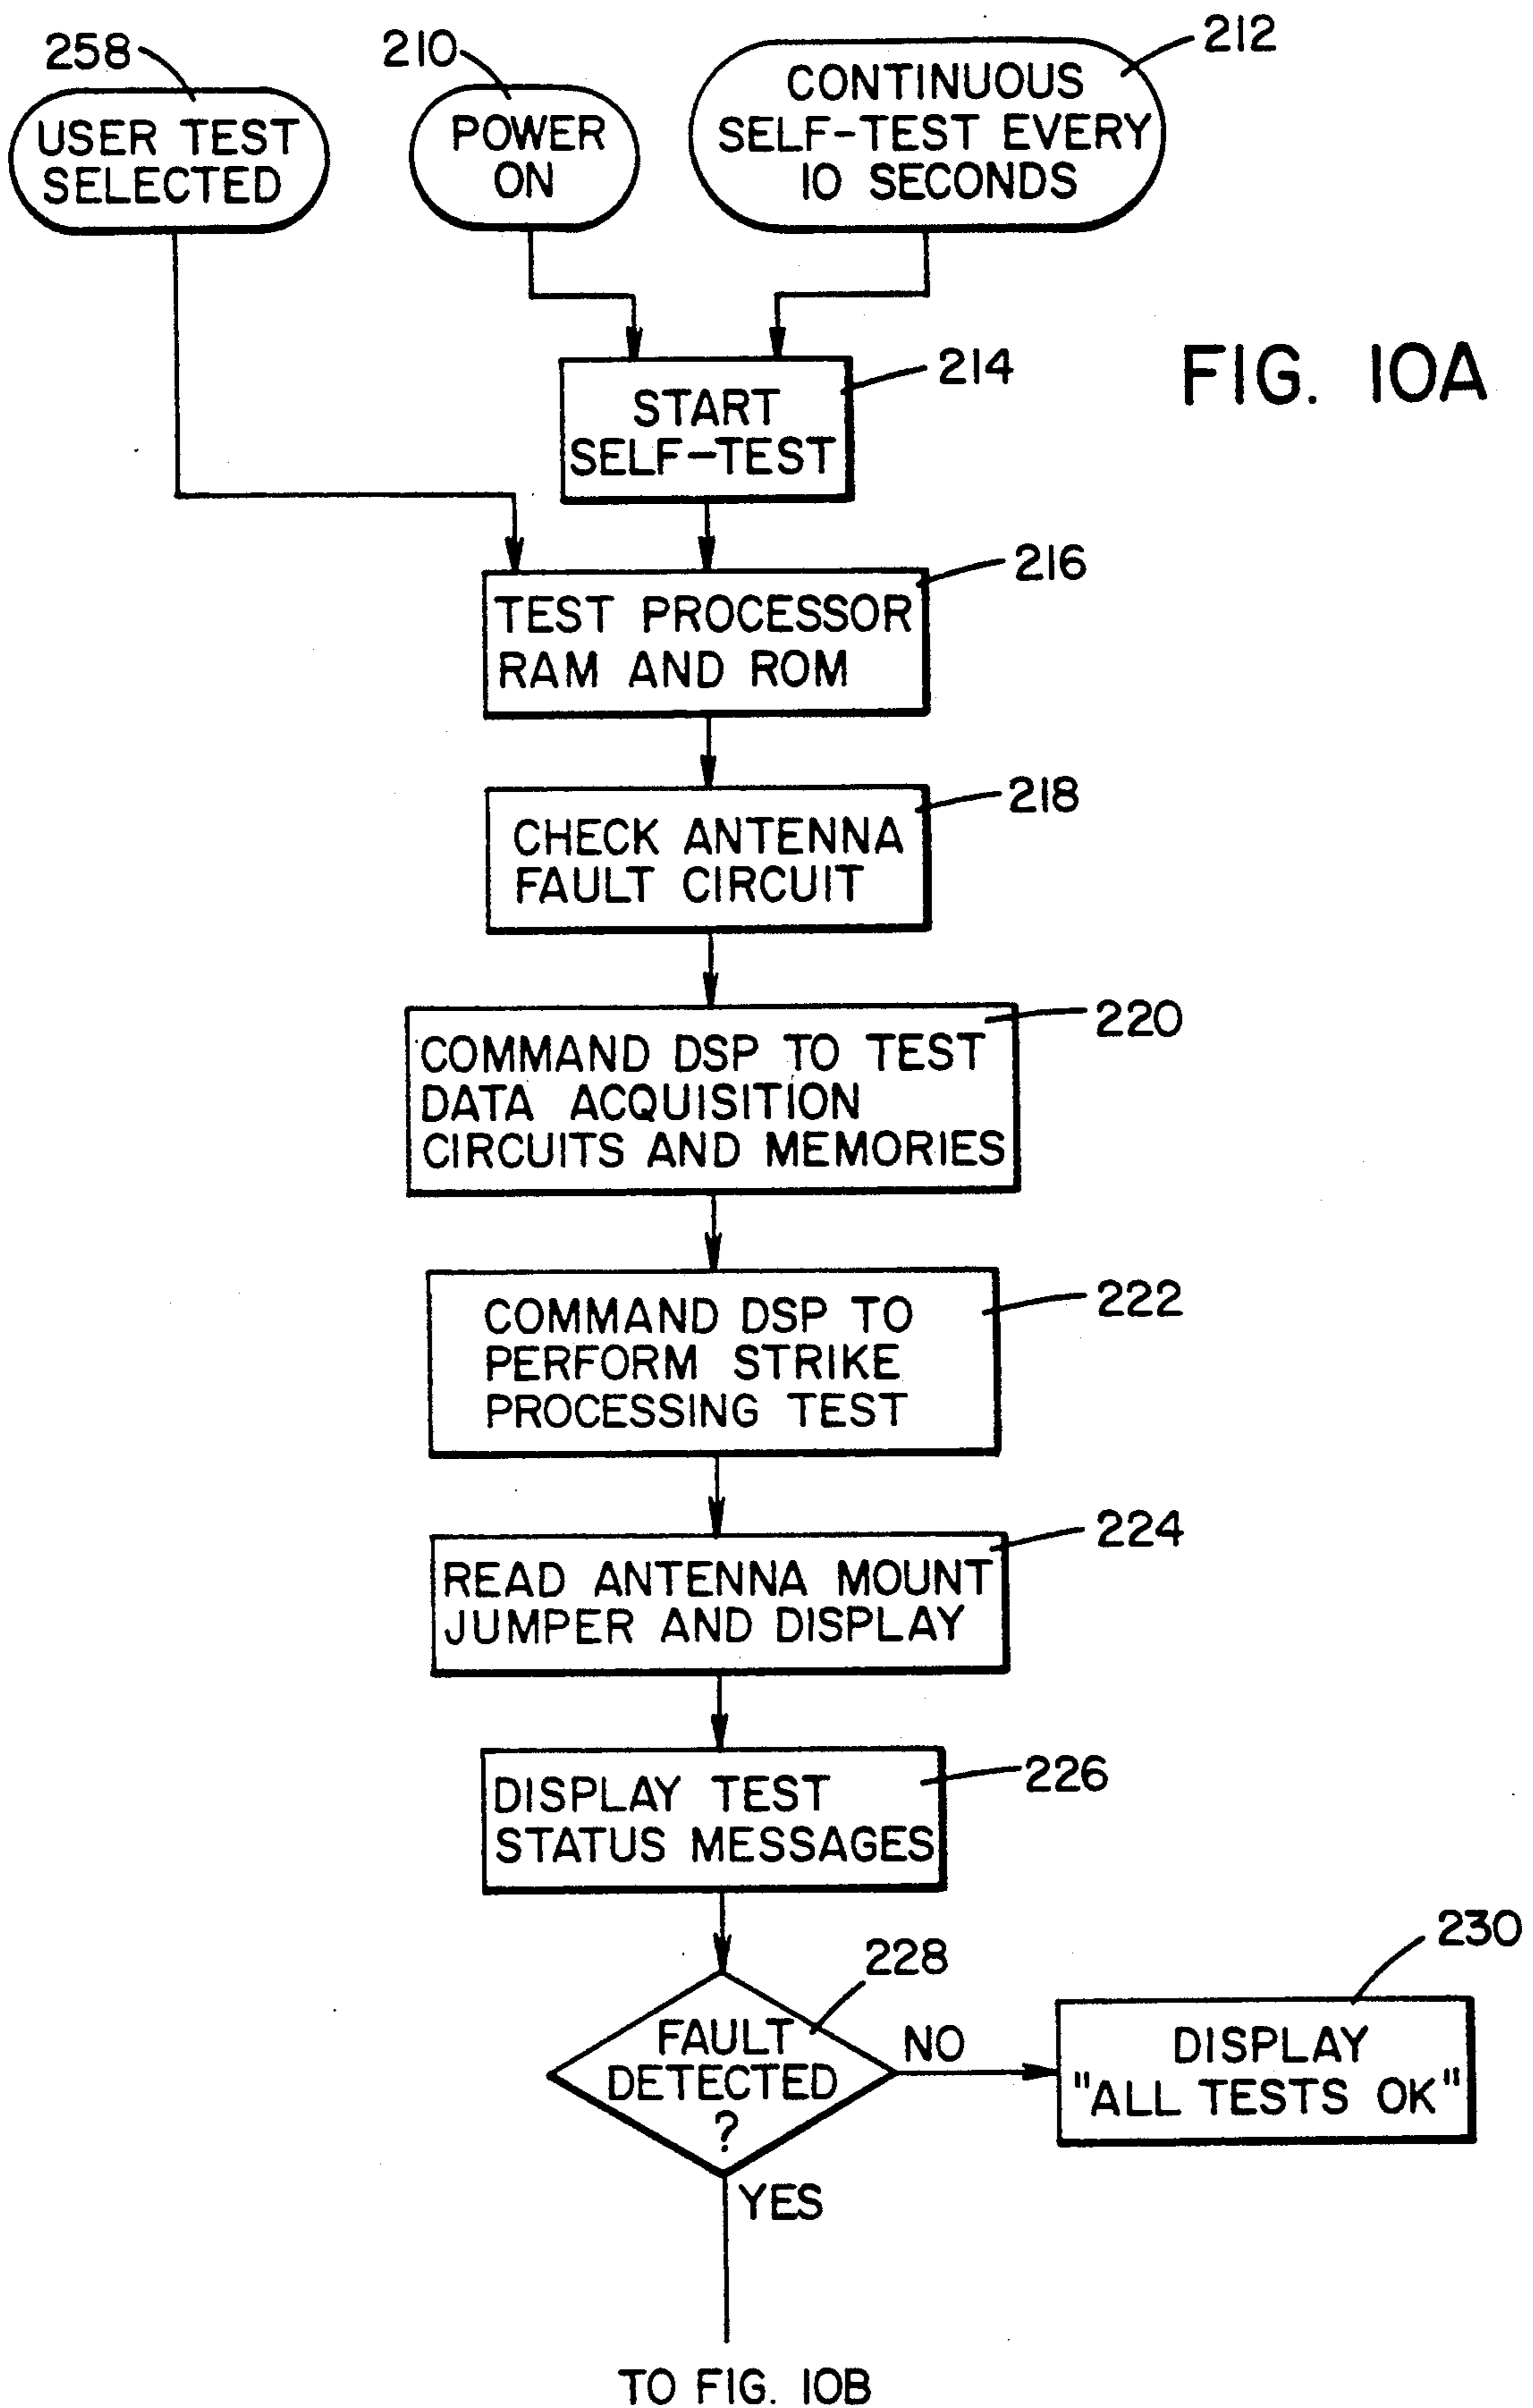 258
USER TEST
SELECTED
210
POWER
ON
212
CONTINUOUS
SELF-TEST EVERY
10 SECONDS
FIG. 10A
214
START
SELF-TEST
216
TEST PROCESSOR
RAM AND ROM
218
CHECK ANTENNA
FAULT CIRCUIT
220
COMMAND DSP TO TEST
DATA ACQUISITION
CIRCUITS AND MEMORIES
222
COMMAND DSP TO
PERFORM STRIKE
PROCESSING TEST
224
READ ANTENNA MOUNT
JUMPER AND DISPLAY
226
DISPLAY TEST
STATUS MESSAGES
228
FAULT
DETECTED
?
NO
230
DISPLAY
"ALL TESTS OK"
YES
TO FIG. 10B